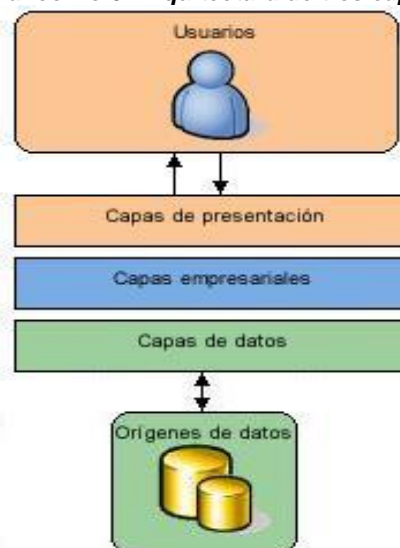 Usuarios
Capas de presentación
Capas empresariales
Capas de datos
Orígenes de datos